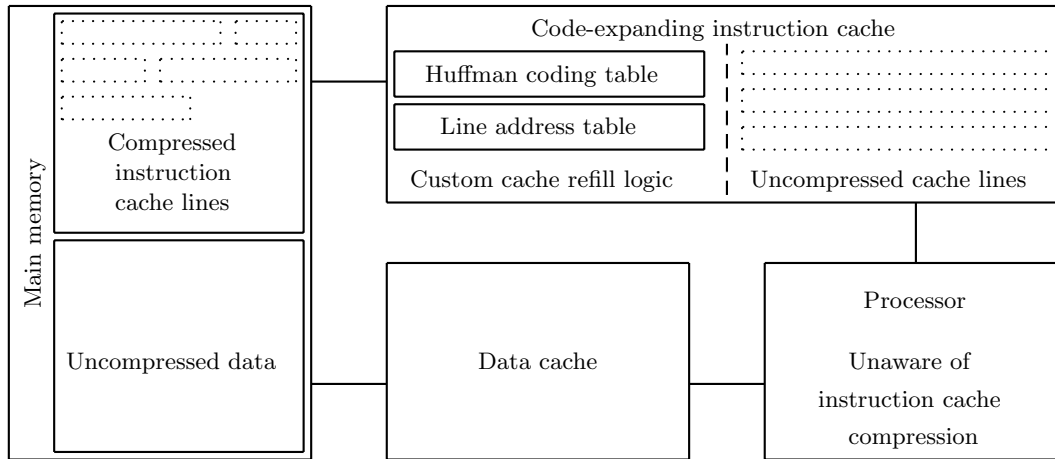 Main memory
Compressed
instruction
cache lines
Uncompressed data
Code-expanding instruction cache
Huffman coding table
Line address table
Custom cache refill logic
Uncompressed cache lines
Data cache
Processor
Unaware of
instruction cache
compression